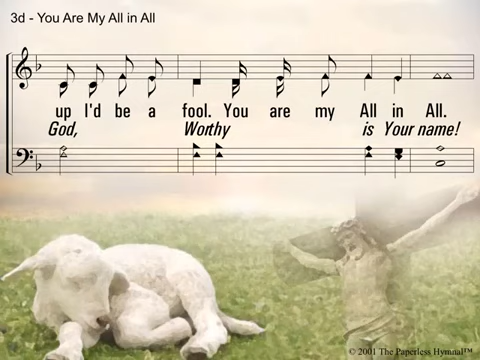 3d - You Are My All in All
up I'd be a fool. You are my All in All.
God, Worthy is Your name!
© 2001 The Paperless Hymnal™